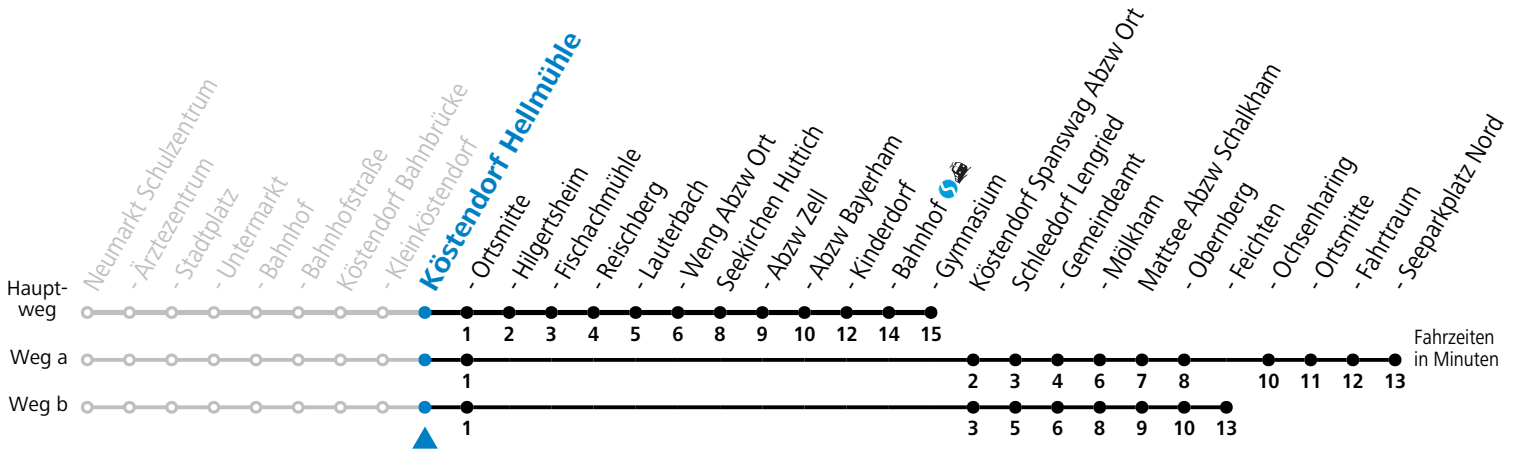 Neumarkt Schulzentrum
- Ärztezentrum
- Stadtplatz
- Untermarkt
- Bahnhof
- Bahnhofstraße
Köstendorf Bahnbrücke
- Kleinköstendorf
Köstendorf Hellmühle
- Ortsmitte
- Hilgertsheim
- Fischachmühle
- Reischberg
- Lauterbach
- Weng Abzw Ort
Seekirchen Huttich
- Abzw Zell
- Abzw Bayerham
- Kinderdorf
- Bahnhof
- Gymnasium
Köstendorf Spanswag Abzw Ort
Schleedorf Lengried
- Gemeindeamt
- Mölkham
Mattsee Abzw Schalkham
- Obernberg
- Feichten
- Ochsenharing
- Ortsmitte
- Fahrtraum
- Seeparkplatz Nord
Haupt-
weg
1 2 3 4 5 6 8 9 10 12 14 15
Weg a
1 2 3 4 6 7 8 10 11 12 13
Fahrzeiten
in Minuten
Weg b
1 3 5 6 8 9 10 13